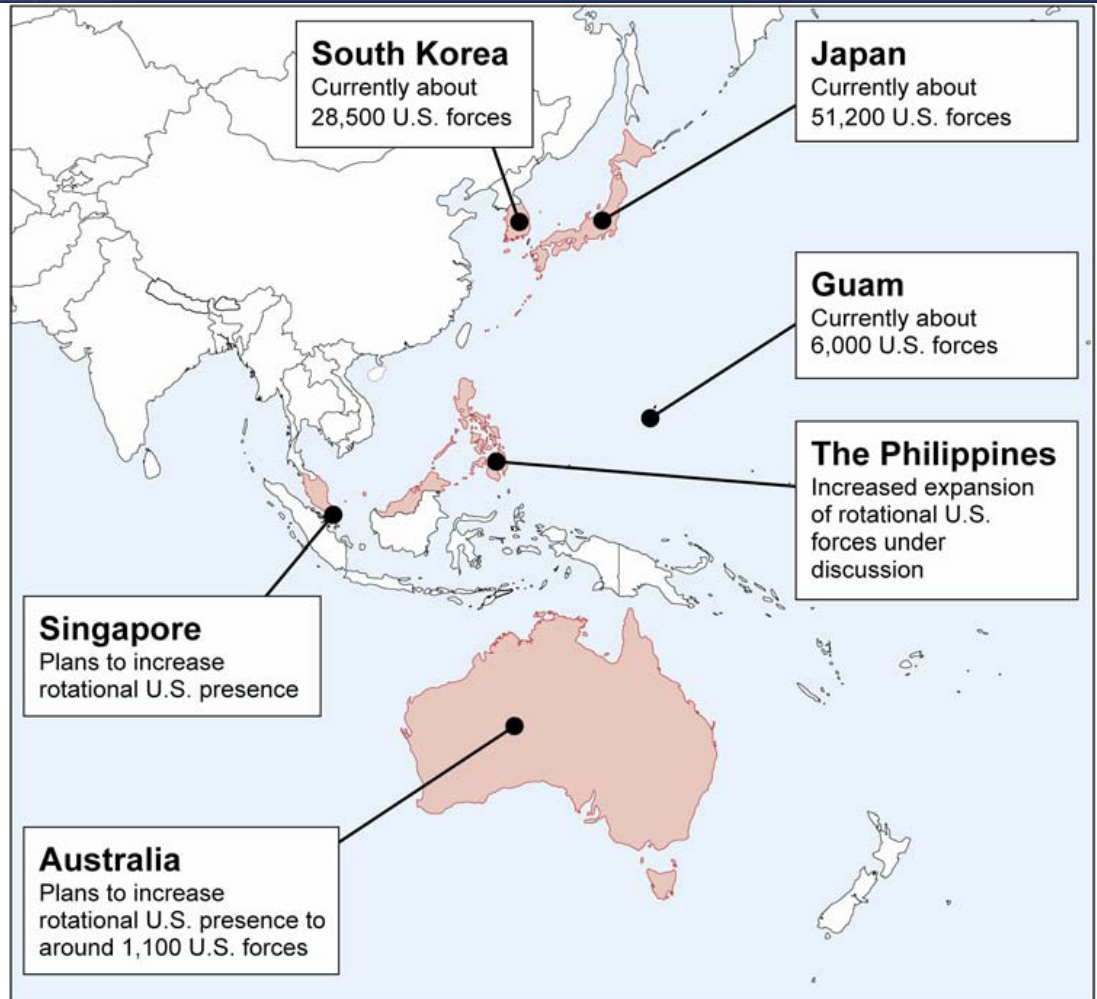 South Korea
Currently about
28,500 U.S. forces
Japan
Currently about
51,200 U.S. forces
Guam
Currently about
6,000 U.S. forces
The Philippines
Increased expansion
of rotational U.S.
forces under
discussion
Singapore
Plans to increase
rotational U.S. presence
Australia
Plans to increase
rotational U.S. presence to
around 1,100 U.S. forces